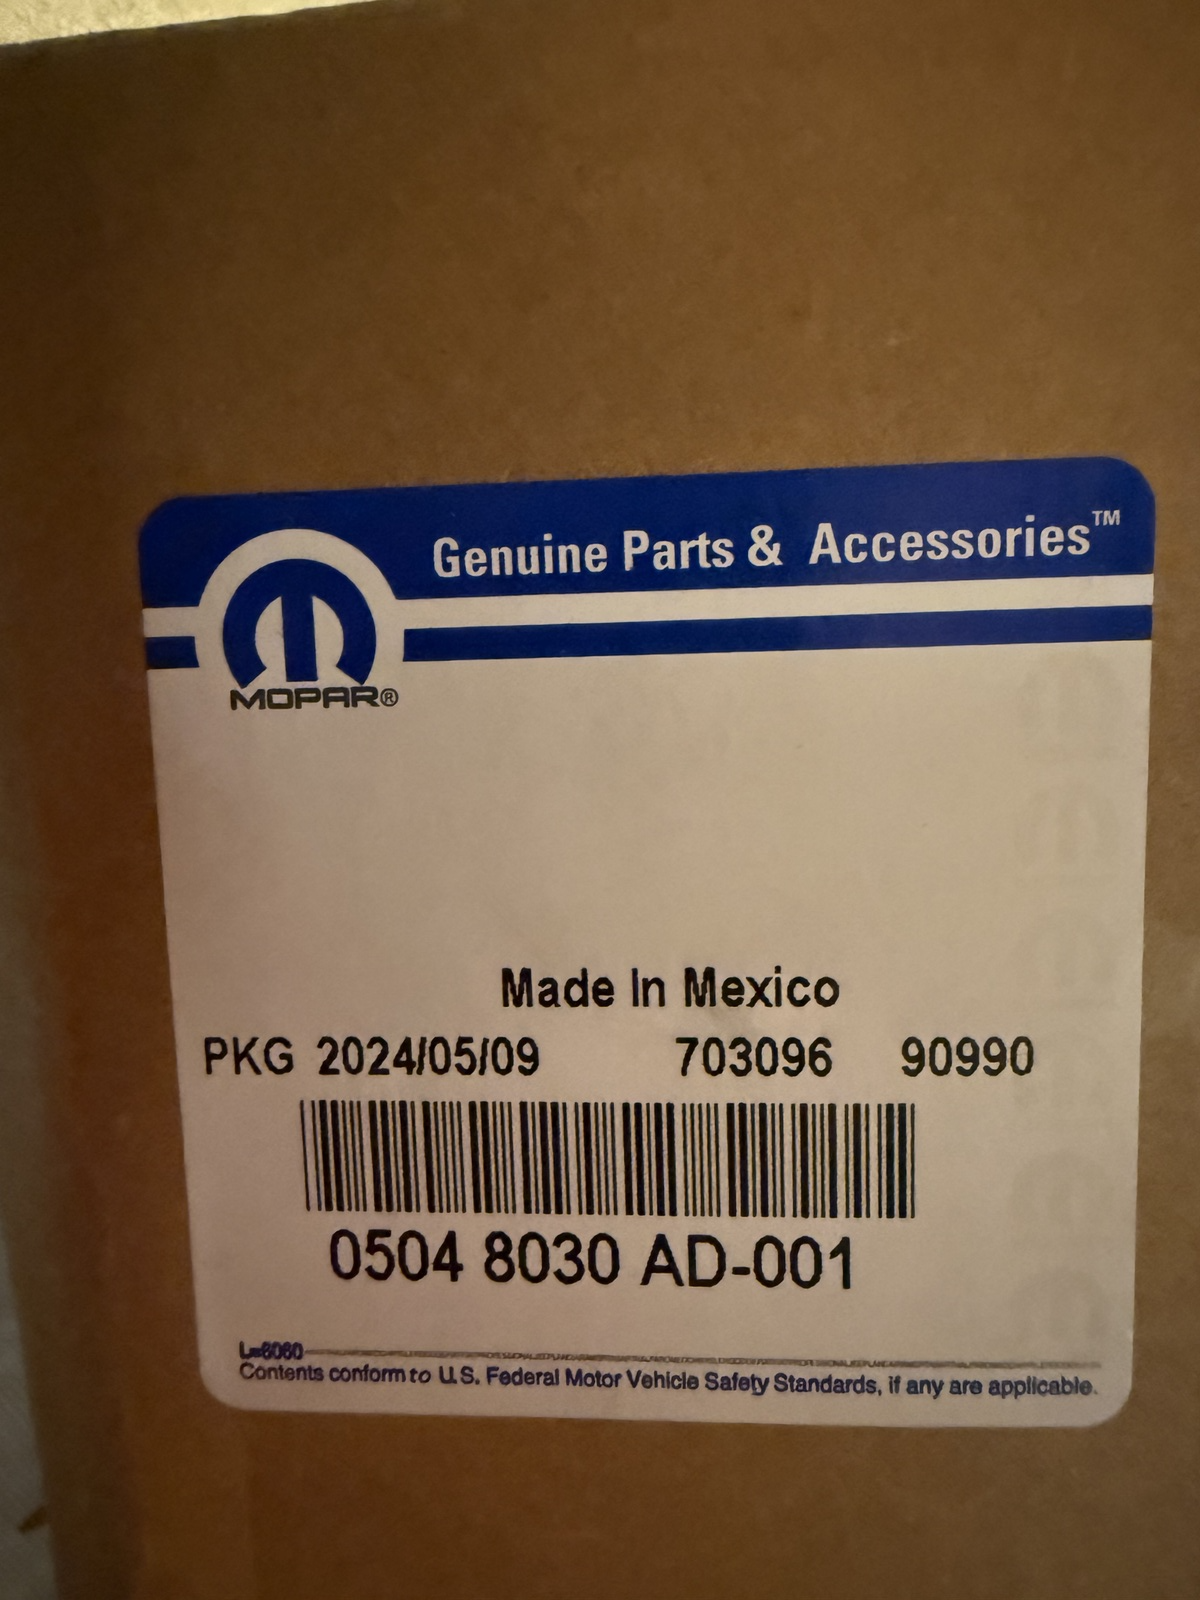 Genuine Parts & Accessories™
MOPAR®
Made In Mexico
PKG 2024/05/09 703096 90990
0504 8030 AD-001
L-6060
Contents conform to U.S. Federal Motor Vehicle Safety Standards, if any are applicable.